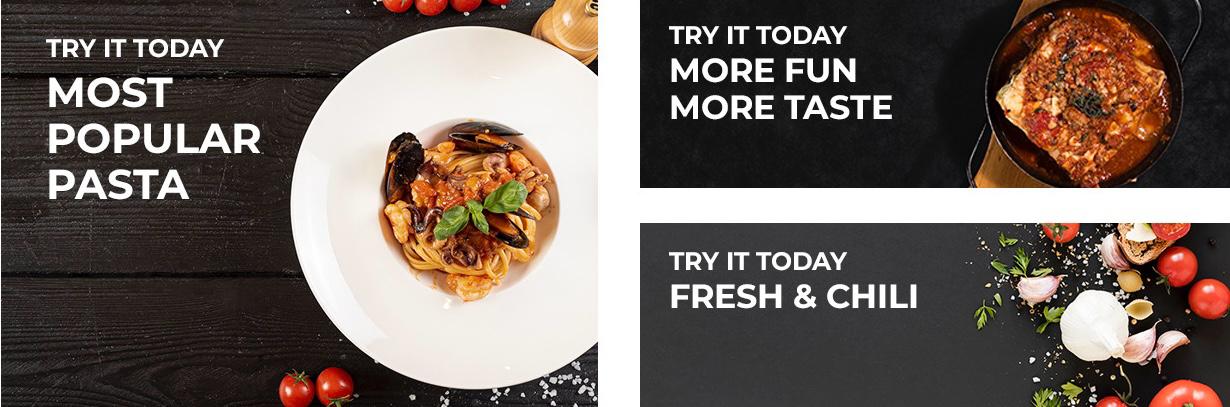 TRY IT TODAY
MOST
POPULAR
PASTA
TRY IT TODAY
MORE FUN
MORE TASTE
TRY IT TODAY
FRESH & CHILI